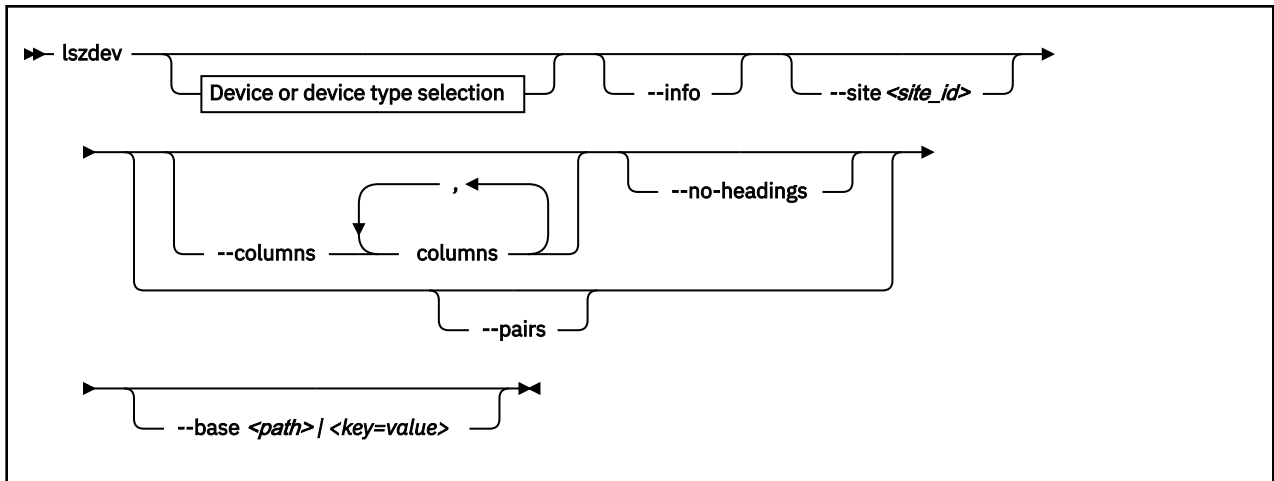 lszdev
Device or device type selection
--info
--site <site_id>
,
--columns columns
--no-headings
--pairs
--base <path> | <key=value>